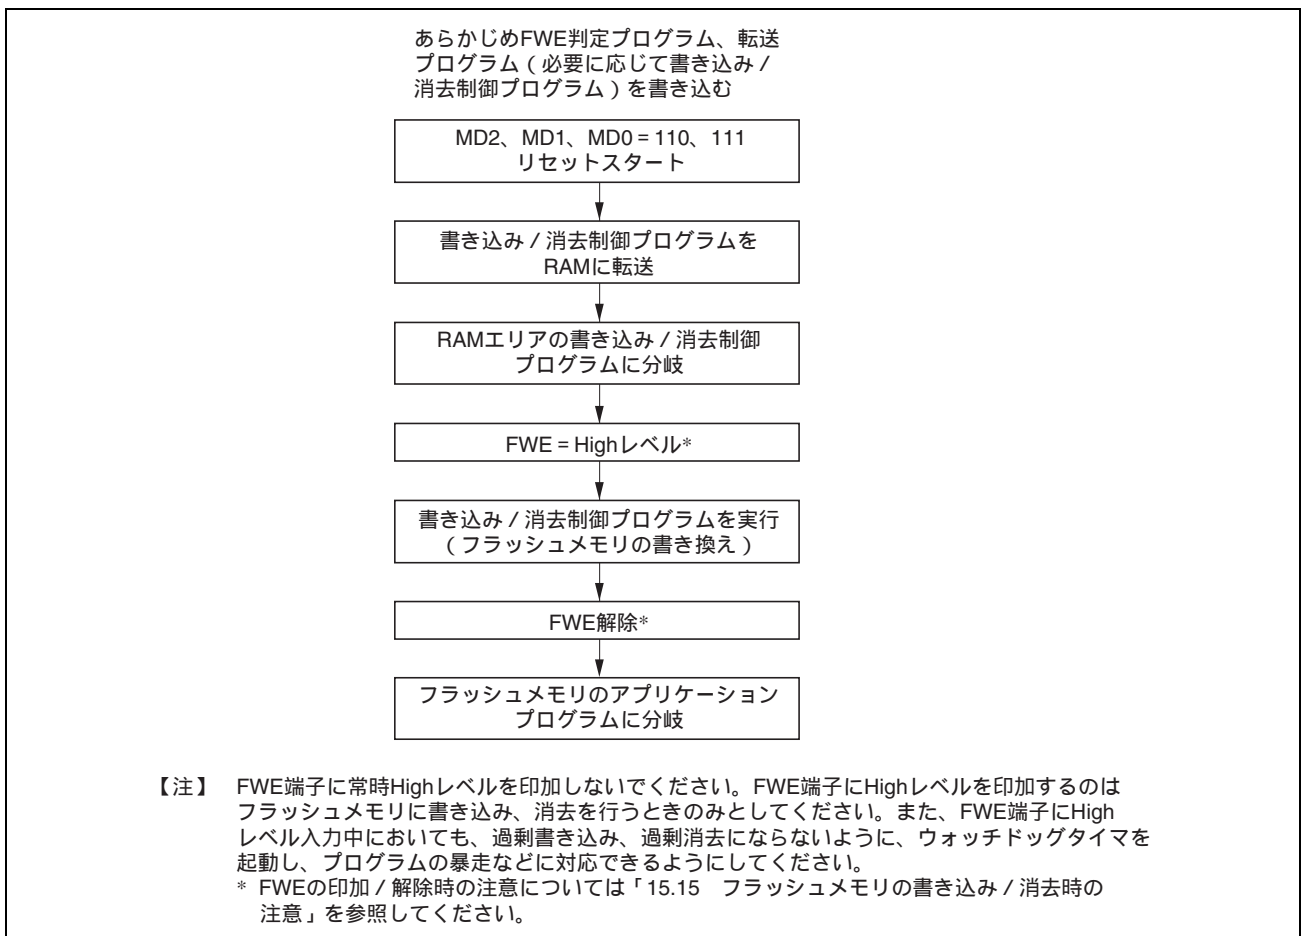 あらかじめFWE判定プログラム、転送
プログラム（必要に応じて書き込み／
消去制御プログラム）を書き込む
MD2、MD1、MD0＝110、111
リセットスタート
書き込み／消去制御プログラムを
RAMに転送
RAMエリアの書き込み／消去制御
プログラムに分岐
FWE＝Highレベル*
書き込み／消去制御プログラムを実行
（フラッシュメモリの書き換え）
FWE解除*
フラッシュメモリのアプリケーション
プログラムに分岐
【注】 FWE端子に常時Highレベルを印加しないでください。FWE端子にHighレベルを印加するのは
フラッシュメモリに書き込み、消去を行うときのみとしてください。また、FWE端子にHigh
レベル入力中においても、過剰書き込み、過剰消去にならないように、ウォッチドッグタイマを
起動し、プログラムの暴走などに対応できるようにしてください。
* FWEの印加／解除時の注意については「15.15 フラッシュメモリの書き込み／消去時の
注意」を参照してください。